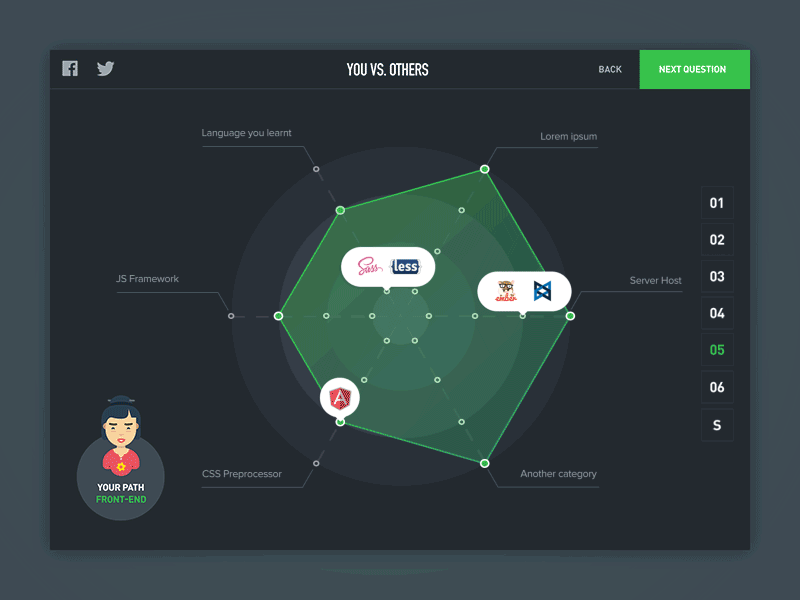 YOU VS. OTHERS
BACK
NEXT QUESTION
Language you learnt
Lorem ipsum
JS Framework
Server Host
CSS Preprocessor
Another category
Sass
{less}
ember
A
01
02
03
04
05
06
S
YOUR PATH
FRONT-END